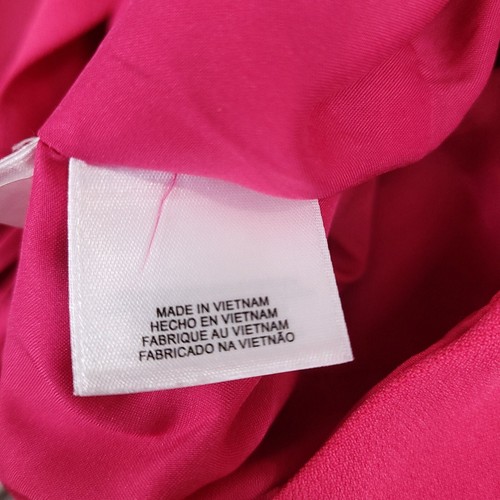 MADE IN VIETNAM
HECHO EN VIETNAM
FABRIQUE AU VIETNAM
FABRICADO NA VIETNÃO